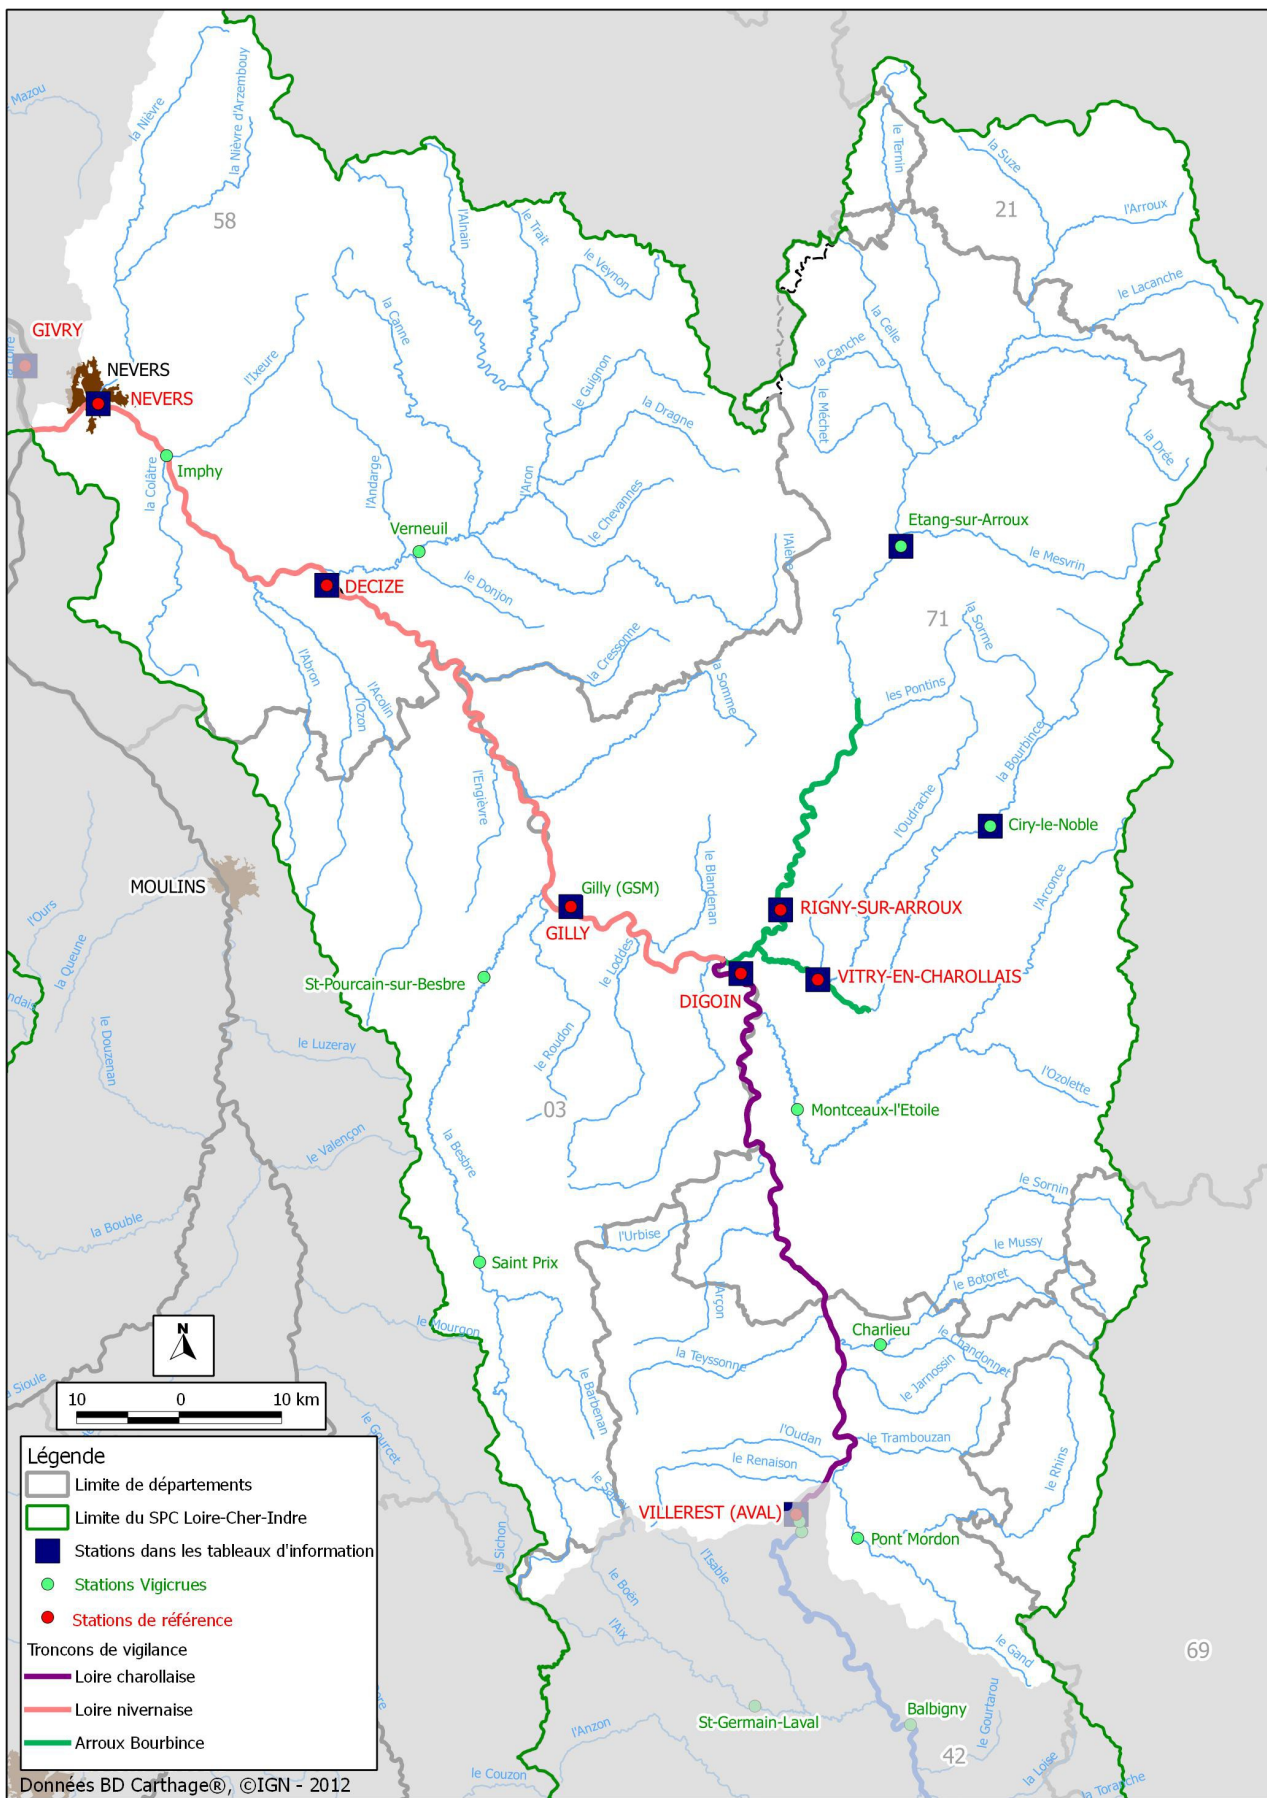 Mazou
la Nièvre
la Nièvre d'Arzembouy
58
l'Alnain
le Trait
le Veynon
le Ternin
la Suze
21
l'Arroux
le Lacanche
la Canne
la Celle
la Canche
GIVRY
la Loire
NEVERS
NEVERS
l'Ixeure
le Guignon
la Dragne
le Méchet
la Drée
Imphy
la Colâtre
l'Andarge
l'Aron
le Chevannes
Verneuil
Etang-sur-Arroux
le Mesvrin
l'Alène
DECIZE
le Donjon
71
la Sorme
la Cressonne
la Somme
les Pontins
l'Abron
l'Ozon
l'Acolin
l'Engièvre
la Bourbince
l'Oudrache
Ciry-le-Noble
MOULINS
le Blandenan
l'Arconce
Gilly (GSM)
GILLY
RIGNY-SUR-ARROUX
l'Ours
la Queune
le Loddes
St-Pourcain-sur-Besbre
DIGOIN
VITRY-EN-CHAROLLAIS
ndais
le Douzenan
le Luzeray
le Roudon
l'Ozolette
03
Montceaux-l'Etoile
le Valençon
la Besbre
la Bouble
le Sornin
l'Urbise
le Mussy
Saint Prix
le Botoret
l'Arçon
N
le Mourgon
Charlieu
le Chandonnet
la Teyssonne
le Jarnossin
a Sioule
10 0 10 km
le Barbenan
le Gourcet
l'Oudan
le Trambouzan
le Renaison
le Rhins
VILLEREST (AVAL)
Pont Mordon
le Sichon
l'Isable
le Boën
l'Aix
le Gand
69
St-Germain-Laval
Balbigny
le Gourtarou
l'Anzon
42
le Couzon
la Loise
la Toranche
Légende
Limite de départements
Limite du SPC Loire-Cher-Indre
Stations dans les tableaux d'information
Stations Vigicrues
Stations de référence
Troncons de vigilance
Loire charollaise
Loire nivernaise
Arroux Bourbince
Données BD Carthage®, ©IGN - 2012